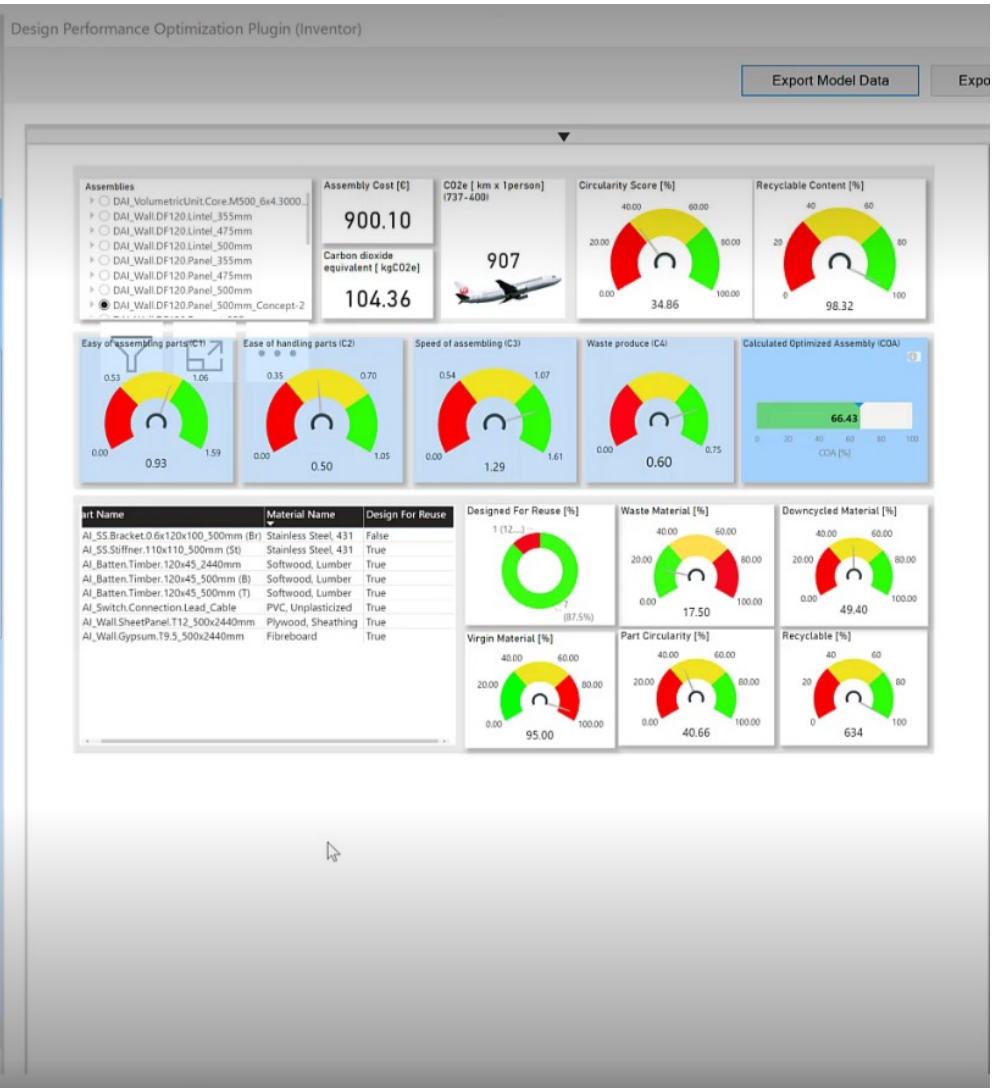 Design Performance Optimization Plugin (Inventor)
Export Model Data
Expo
Assemblies
DAI_VolumetricUnit.Core.M500_6x4.3000...
DAI_Wall.DF120.Lintel_355mm
DAI_Wall.DF120.Lintel_475mm
DAI_Wall.DF120.Lintel_500mm
DAI_Wall.DF120.Panel_355mm
DAI_Wall.DF120.Panel_475mm
DAI_Wall.DF120.Panel_500mm
DAI_Wall.DF120.Panel_500mm_Concept-2
Assembly Cost [€]
900.10
Carbon dioxide
equivalent [ kgCO2e]
104.36
CO2e [ km x 1person]
(737-400)
907
Circularity Score [%]
40.00 60.00
20.00 80.00
0.00 100.00
34.86
Recyclable Content [%]
40 60
20 80
0 100
98.32
Easy of assembling parts (C1)
0.53 1.06
0.00 1.59
0.93
Ease of handling parts (C2)
0.35 0.70
0.00 1.05
0.50
Speed of assembling (C3)
0.54 1.07
0.00 1.61
1.29
Waste produce (C4)
0.00 0.75
0.60
Calculated Optimized Assembly (COA)
66.43
0 20 40 60 80 100
COA [%]
art Name Material Name Design For Reuse
AI_SS.Bracket.0.6x120x100_500mm (Br) Stainless Steel, 431 False
AI_SS.Stiffner.110x110_500mm (St) Stainless Steel, 431 True
AI_Batten.Timber.120x45_2440mm Softwood, Lumber True
AI_Batten.Timber.120x45_500mm (B) Softwood, Lumber True
AI_Batten.Timber.120x45_500mm (T) Softwood, Lumber True
AI_Switch.Connection.Lead_Cable PVC, Unplasticized True
AI_Wall.SheetPanel.T12_500x2440mm Plywood, Sheathing True
AI_Wall.Gypsum.T9.5_500x2440mm Fibreboard True
Designed For Reuse [%]
1 (12...)
7
(87.5%)
Waste Material [%]
40.00 60.00
20.00 80.00
0.00 100.00
17.50
Downcycled Material [%]
40.00 60.00
20.00 80.00
0.00 100.00
49.40
Virgin Material [%]
40.00 60.00
20.00 80.00
0.00 100.00
95.00
Part Circularity [%]
40.00 60.00
20.00 80.00
0.00 100.00
40.66
Recyclable [%]
40 60
20 80
0 100
634